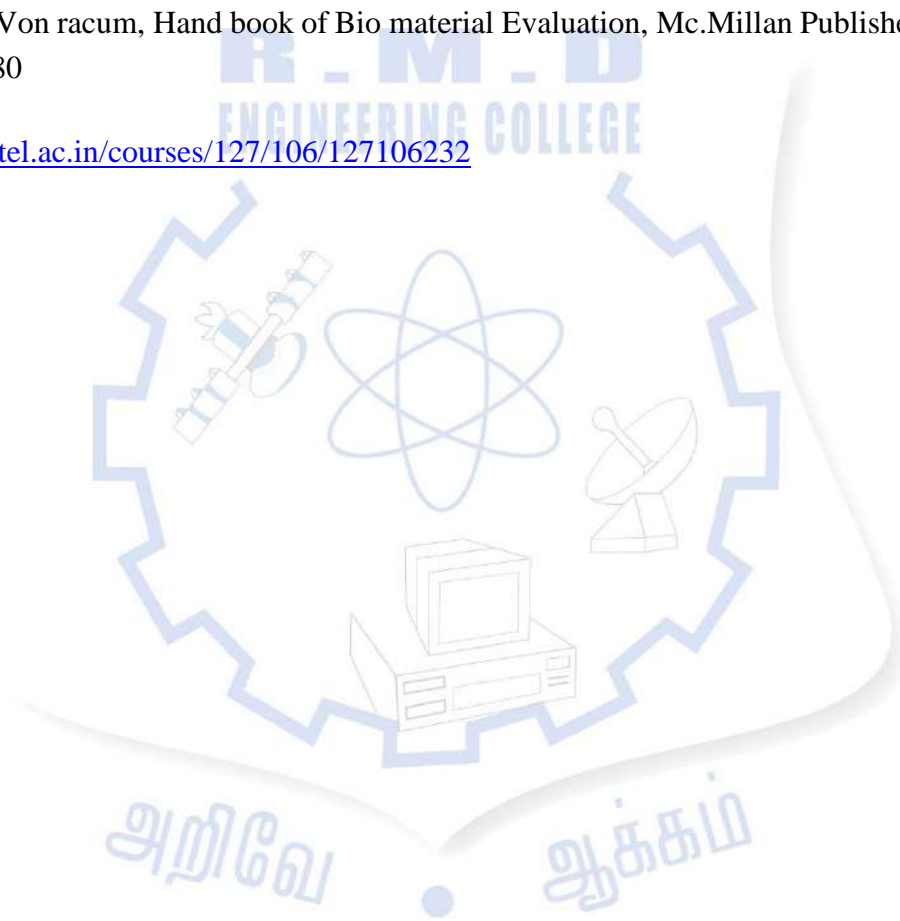 Von racum, Hand book of Bio material Evaluation, Mc.Millan Publishe
80
R . M . D
ENGINEERING COLLEGE
tel.ac.in/courses/127/106/127106232
அறிவே ஆக்கம்